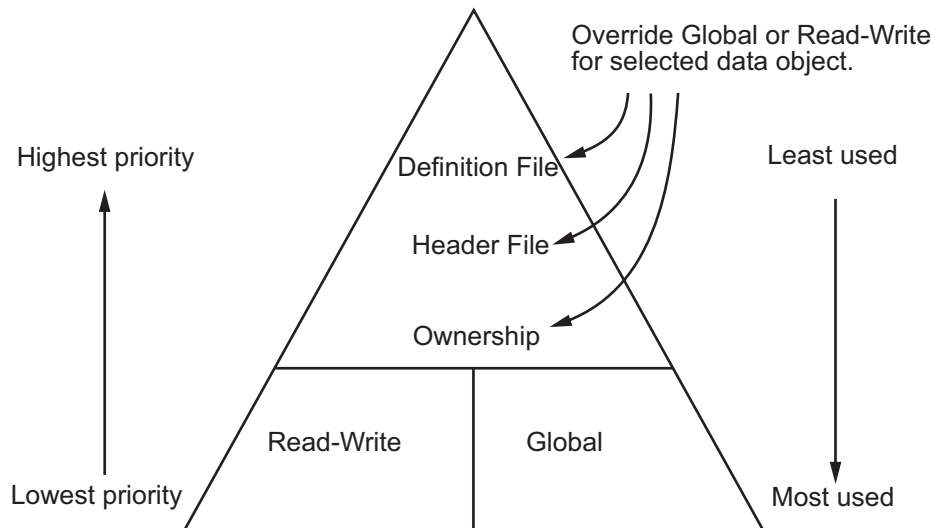 Override Global or Read-Write
for selected data object.
Highest priority
Least used
Definition File
Header File
Ownership
Read-Write
Global
Lowest priority
Most used